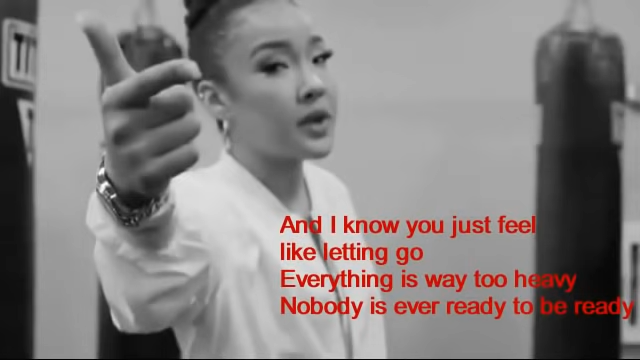 And I know you just feel
like letting go
Everything is way too heavy
Nobody is ever ready to be ready